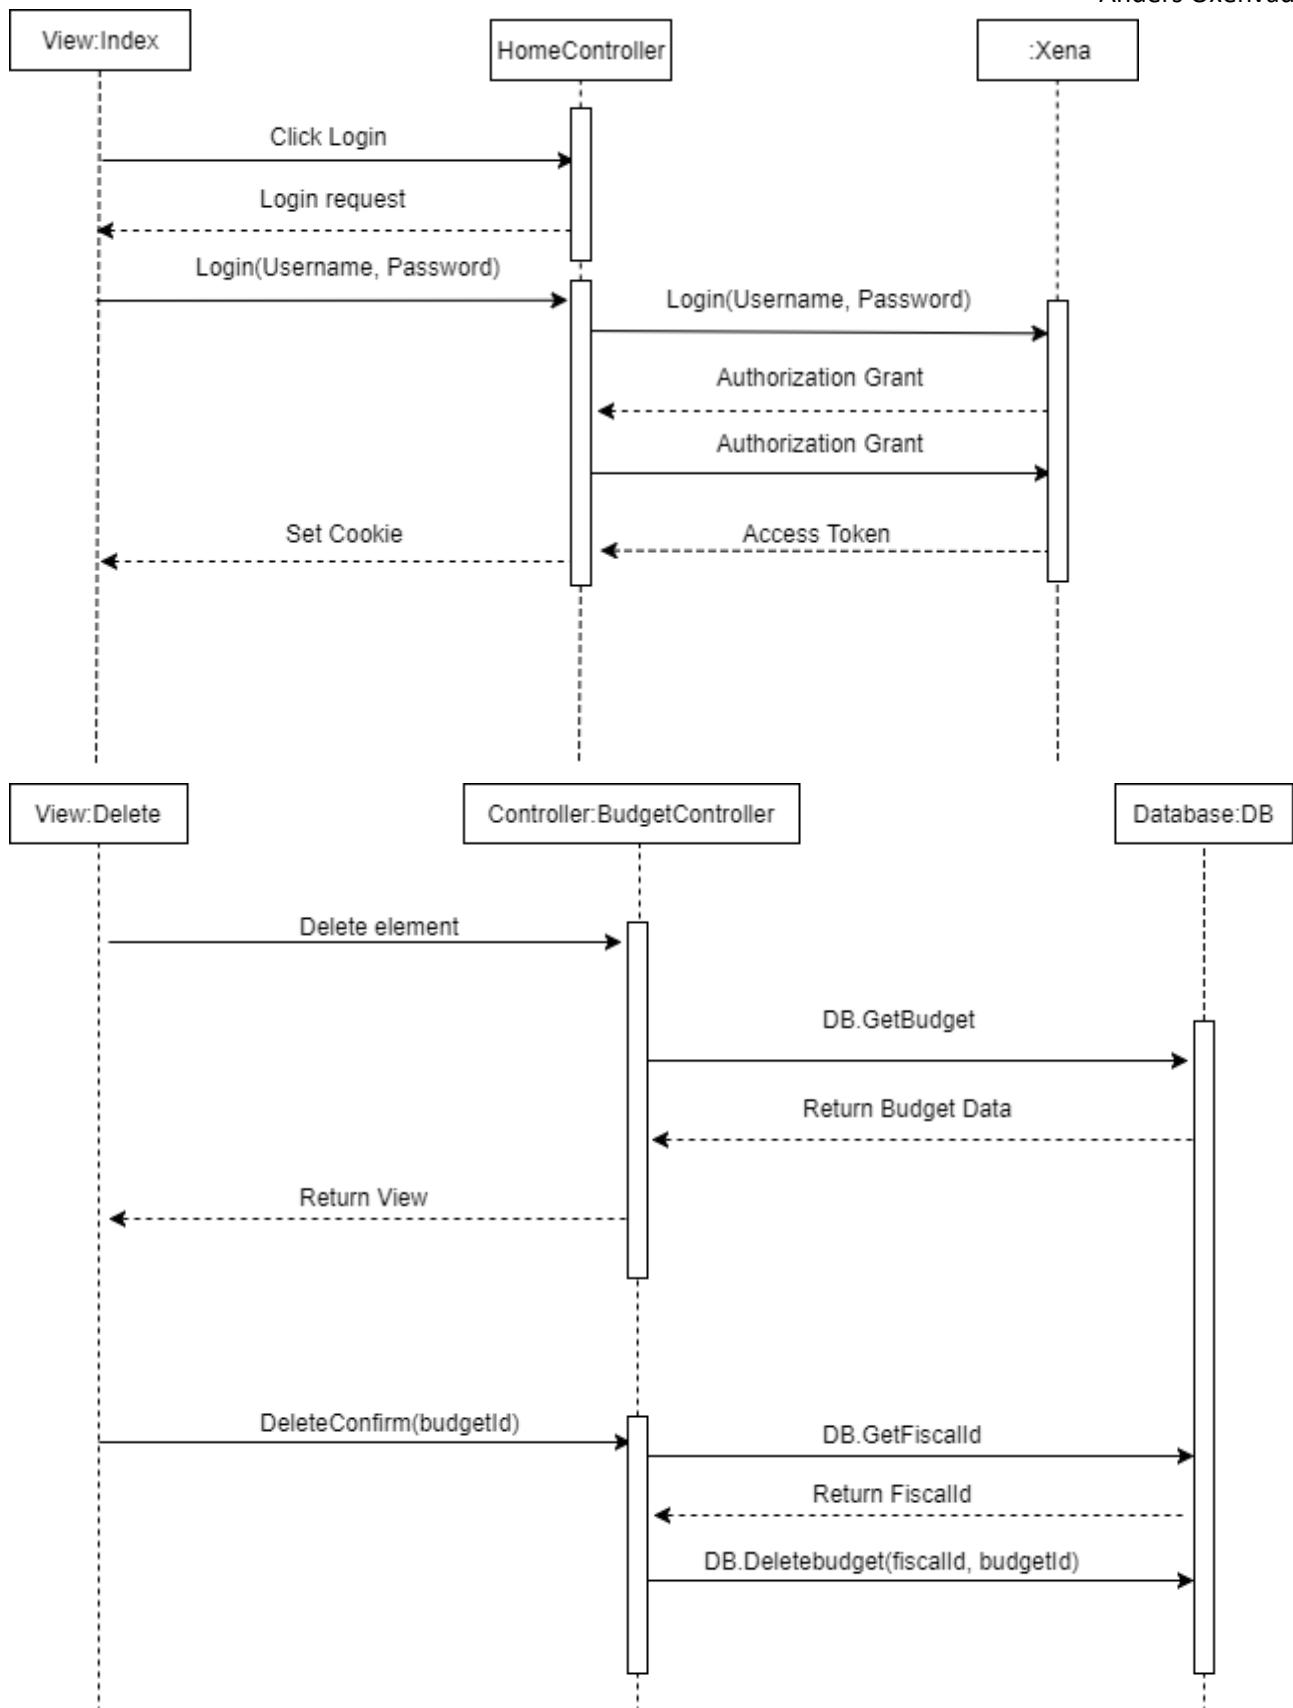 View:Index
HomeController
:Xena
Click Login
Login request
Login(Username, Password)
Login(Username, Password)
Authorization Grant
Authorization Grant
Set Cookie
Access Token
View:Delete
Controller:BudgetController
Database:DB
Delete element
DB.GetBudget
Return Budget Data
Return View
DeleteConfirm(budgetId)
DB.GetFiscalId
Return FiscalId
DB.Deletebudget(fiscalId, budgetId)